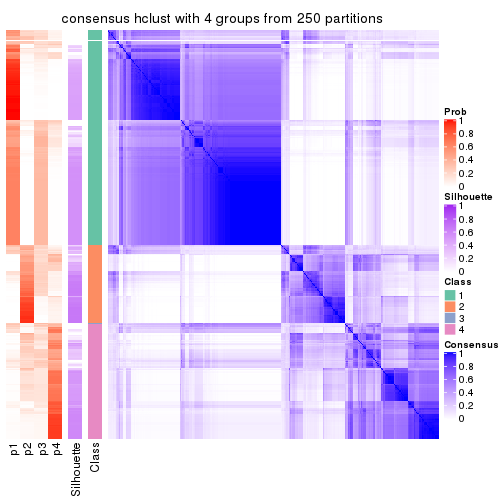 consensus hclust with 4 groups from 250 partitions
Prob
1
0.8
0.6
0.4
0.2
0
Silhouette
1
0.8
0.6
0.4
0.2
0
Class
1
2
3
4
Consensus
1
0.8
0.6
0.4
0.2
0
p1
p2
p3
p4
Silhouette
Class